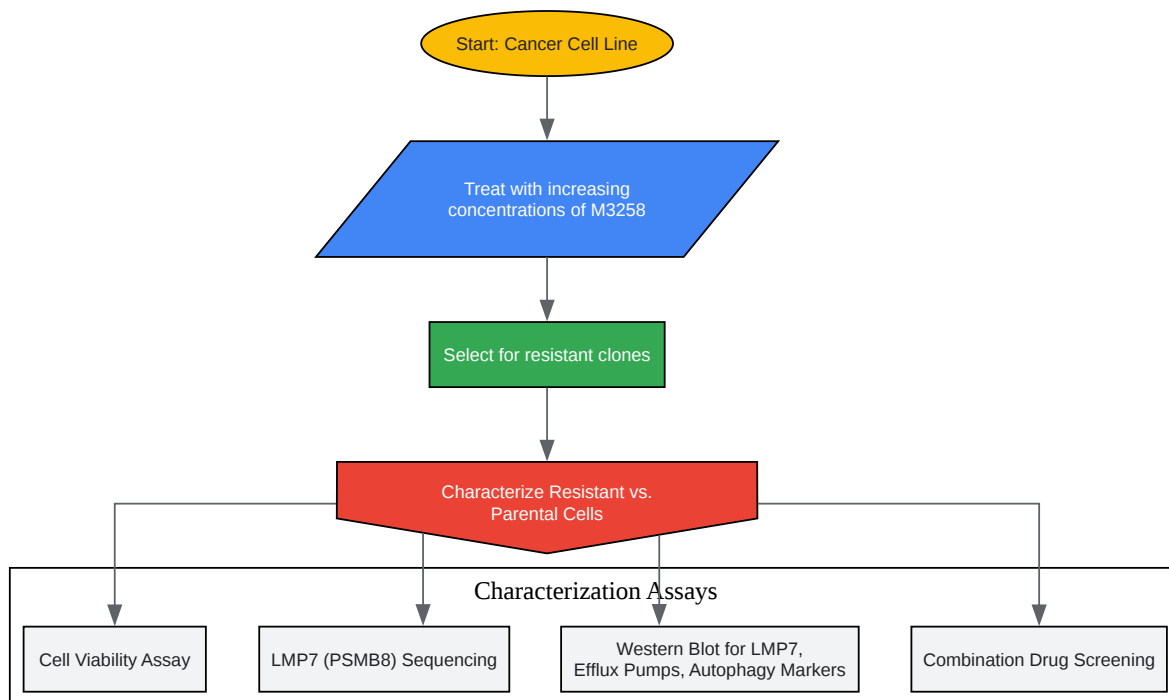 Start: Cancer Cell Line
Treat with increasing
concentrations of M3258
Select for resistant clones
Characterize Resistant vs.
Parental Cells
Characterization Assays
Cell Viability Assay
LMP7 (PSMB8) Sequencing
Western Blot for LMP7,
Efflux Pumps, Autophagy Markers
Combination Drug Screening